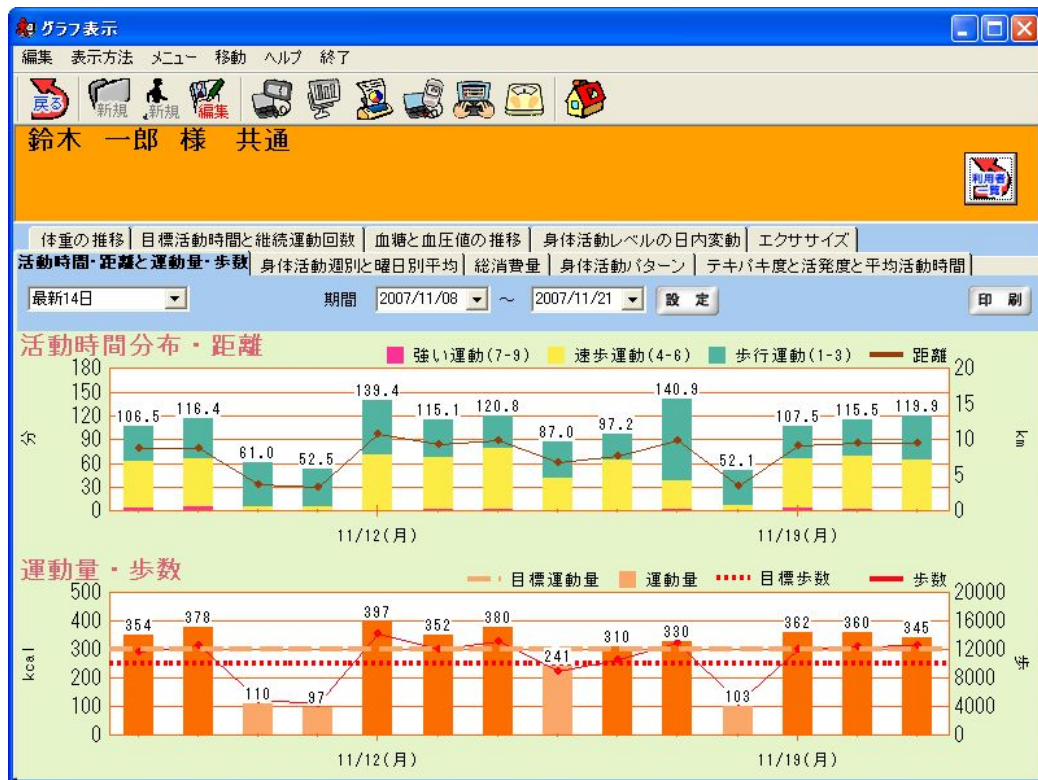 グラフ表示
編集 表示方法 メニュー 移動 ヘルプ 終了
戻る 新規 新規 編集
鈴木 一郎 様 共通
利用者一覧
体重の推移 目標活動時間と継続運動回数 血糖と血圧値の推移 身体活動レベルの日内変動 エクササイズ
活動時間・距離と運動量・歩数 身体活動週別と曜日別平均 総消費量 身体活動パターン テキパキ度と活発度と平均活動時間
最新14日 期間 2007/11/08 ～ 2007/11/21 設定 印刷
活動時間分布・距離
強い運動(7-9) 速歩運動(4-6) 歩行運動(1-3) 距離
分
180
150
120
90
60
30
0
106.5 116.4 61.0 52.5 139.4 115.1 120.8 87.0 97.2 140.9 52.1 107.5 115.5 119.9
20
15
10
5
0
km
11/12(月) 11/19(月)
運動量・歩数
目標運動量 運動量 目標歩数 歩数
kcal
500
400
300
200
100
0
354 378 110 97 397 352 380 241 310 330 103 362 360 345
20000
16000
12000
8000
4000
0
歩
11/12(月) 11/19(月)